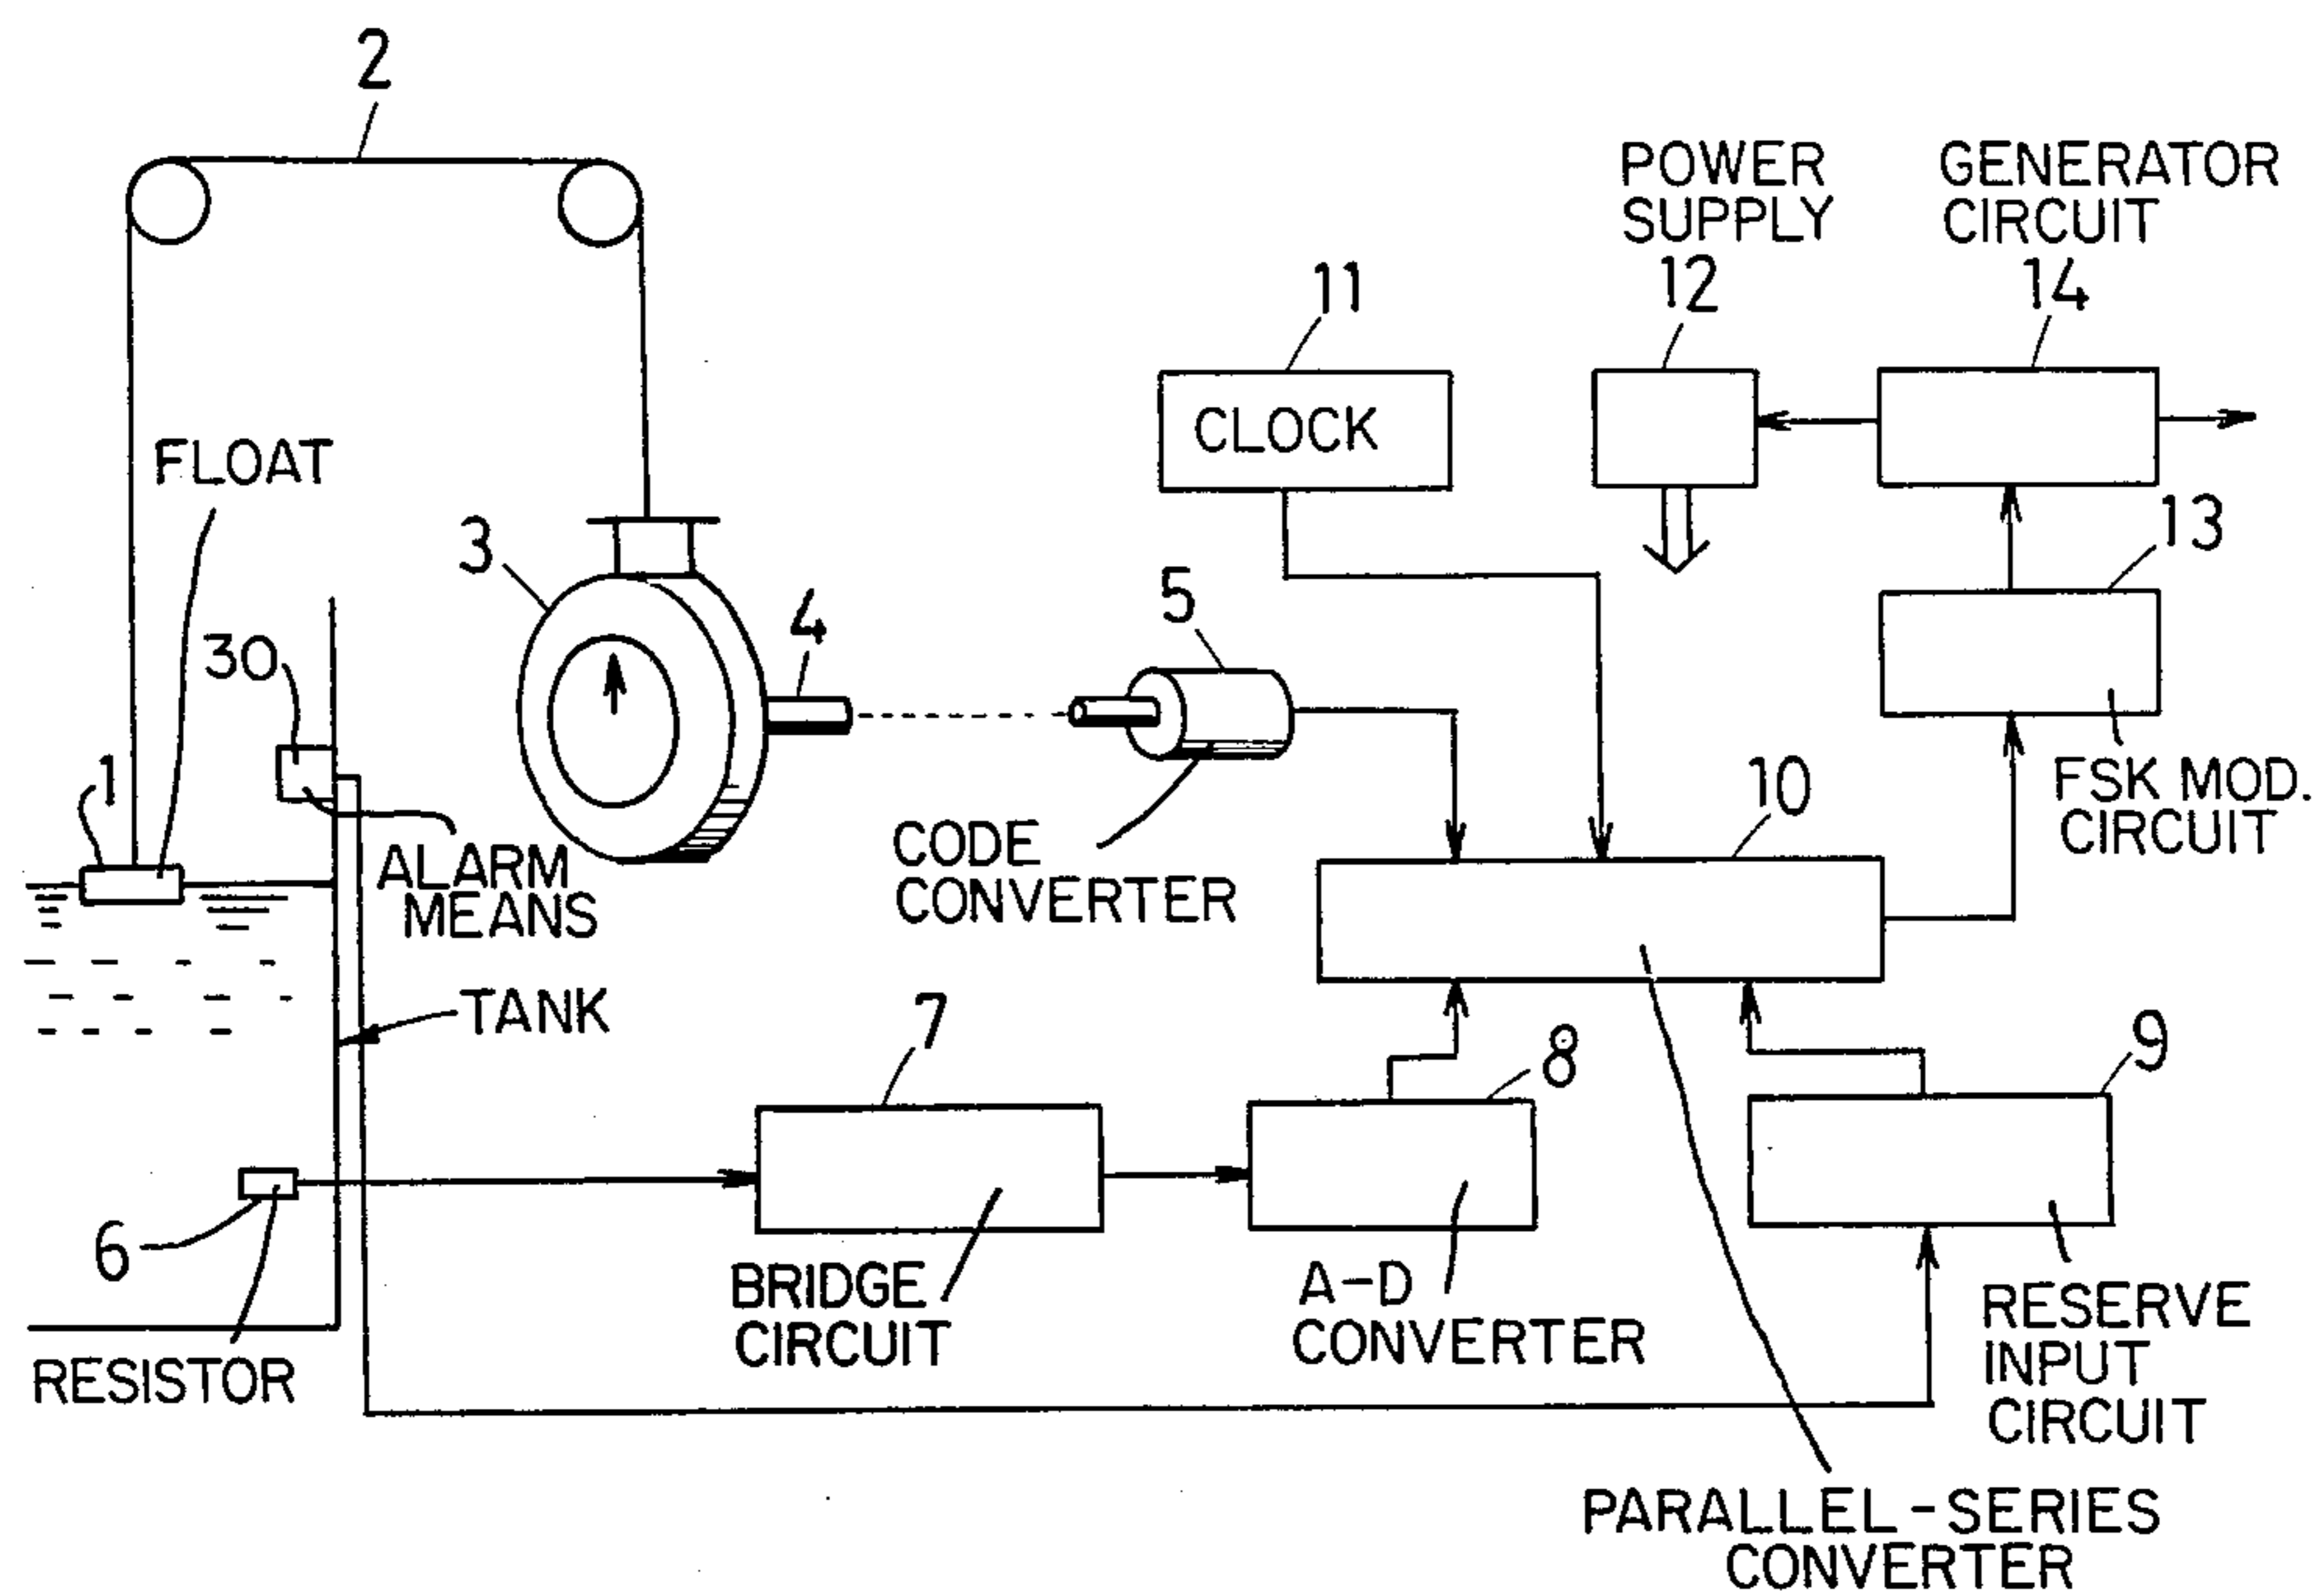 2
POWER
SUPPLY
12
GENERATOR
CIRCUIT
14
11
CLOCK
FLOAT
3
13
5
4
30
1
FSK MOD.
CIRCUIT
10
CODE
CONVERTER
ALARM
MEANS
TANK
7
8
9
6
BRIDGE
CIRCUIT
A-D
CONVERTER
RESERVE
INPUT
CIRCUIT
RESISTOR
PARALLEL-SERIES
CONVERTER